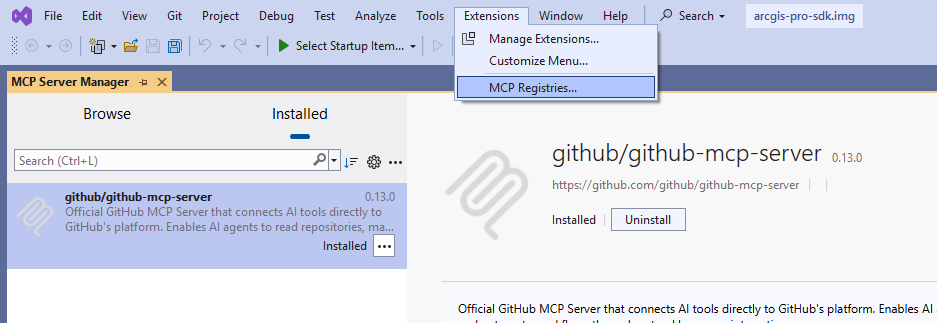 File Edit View Git Project Debug Test Analyze Tools Extensions Window Help Search arcgis-pro-sdk.img
Select Startup Item...
Manage Extensions...
Customize Menu...
MCP Registries...
MCP Server Manager
Browse Installed
Search (Ctrl+L)
github/github-mcp-server 0.13.0
Official GitHub MCP Server that connects AI tools directly to
GitHub's platform. Enables AI agents to read repositories, ma...
Installed
github/github-mcp-server 0.13.0
https://github.com/github/github-mcp-server
Installed Uninstall
Official GitHub MCP Server that connects AI tools directly to GitHub's platform. Enables AI